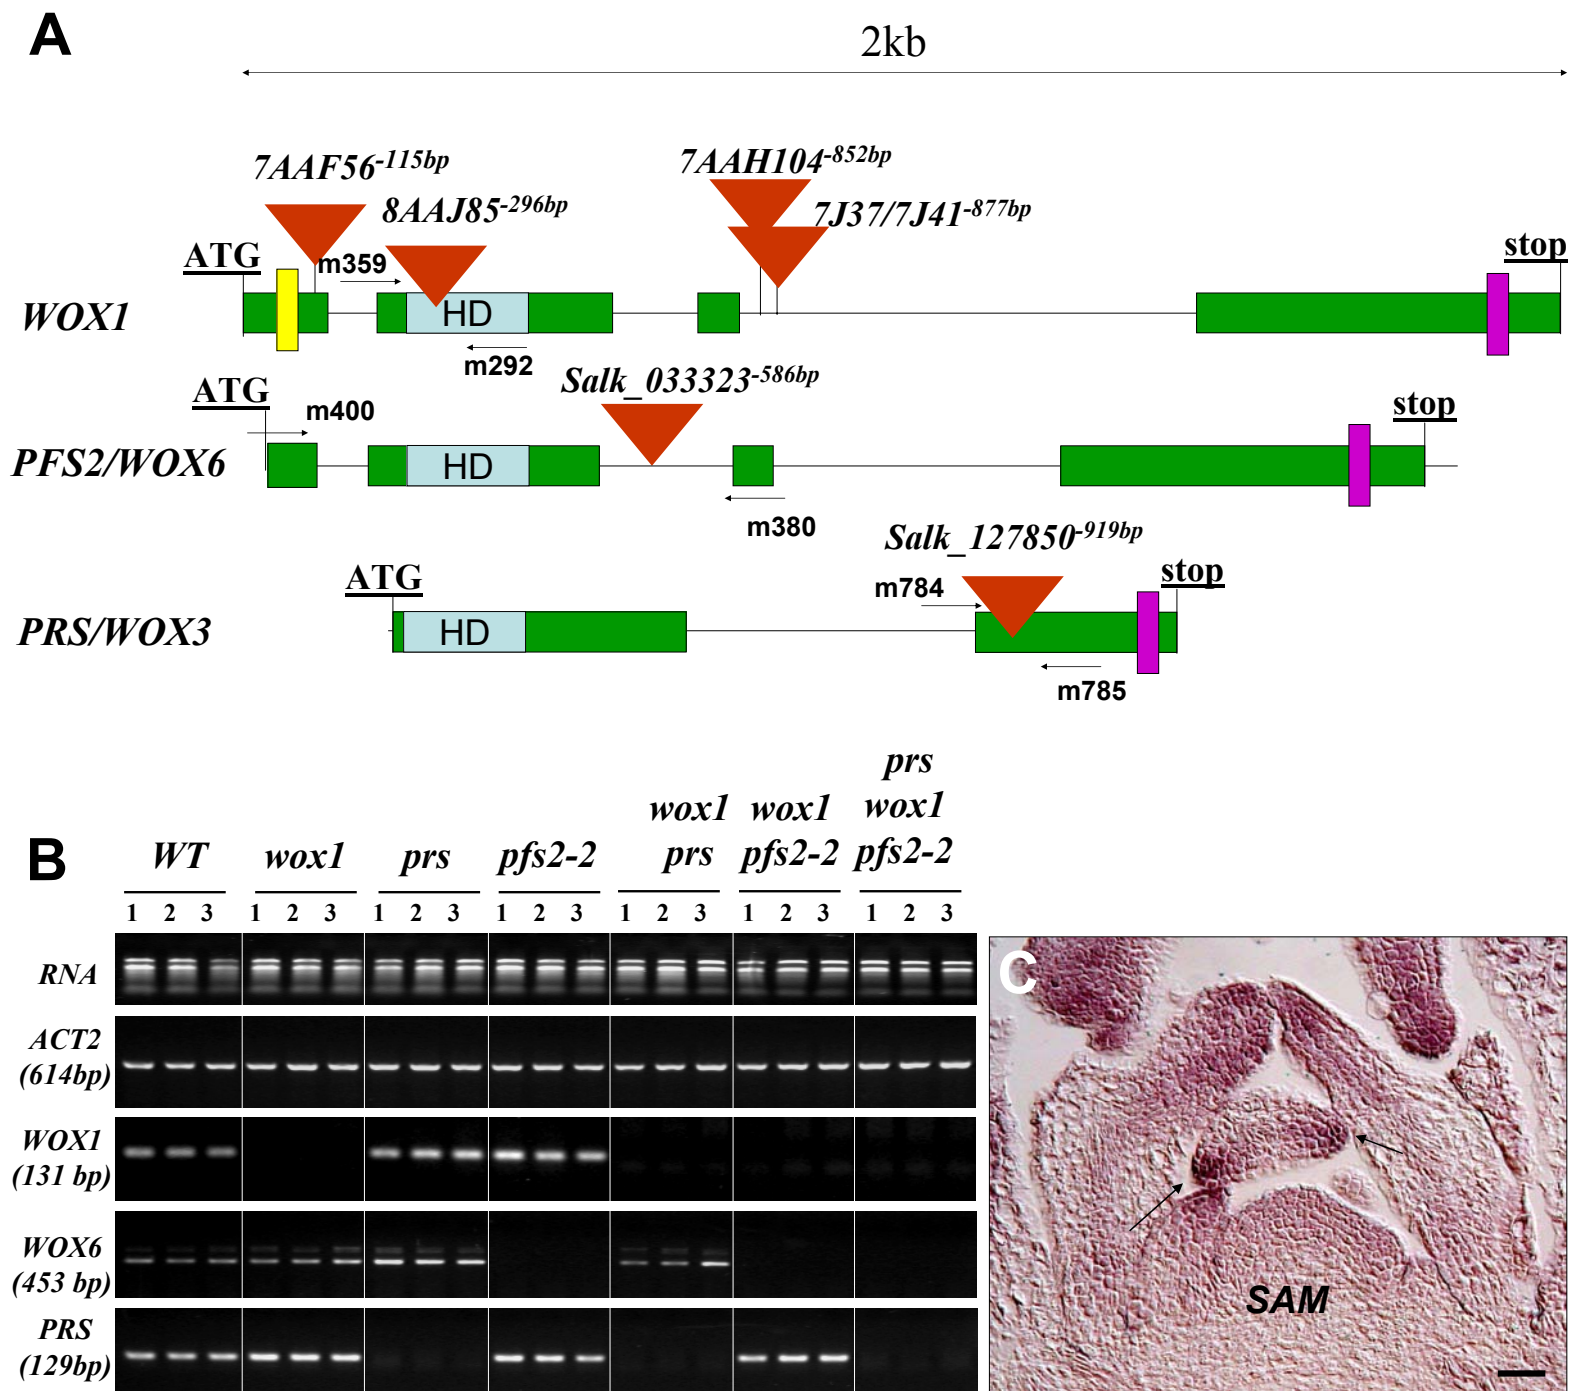 A
2kb
7AAF56-115bp
8AAJ85-296bp
7AAH104-852bp
7J37/7J41-877bp
ATG
m359
stop
WOX1
HD
m292
Salk_033323-586bp
ATG
m400
stop
PFS2/WOX6
HD
m380
Salk_127850-919bp
ATG
m784
stop
PRS/WOX3
HD
m785
B
WT
wox1
prs
pfs2-2
wox1
prs
wox1
pfs2-2
prs
wox1
pfs2-2
1 2 3 1 2 3 1 2 3 1 2 3 1 2 3 1 2 3 1 2 3
RNA
ACT2
(614bp)
WOX1
(131 bp)
WOX6
(453 bp)
PRS
(129bp)
C
SAM